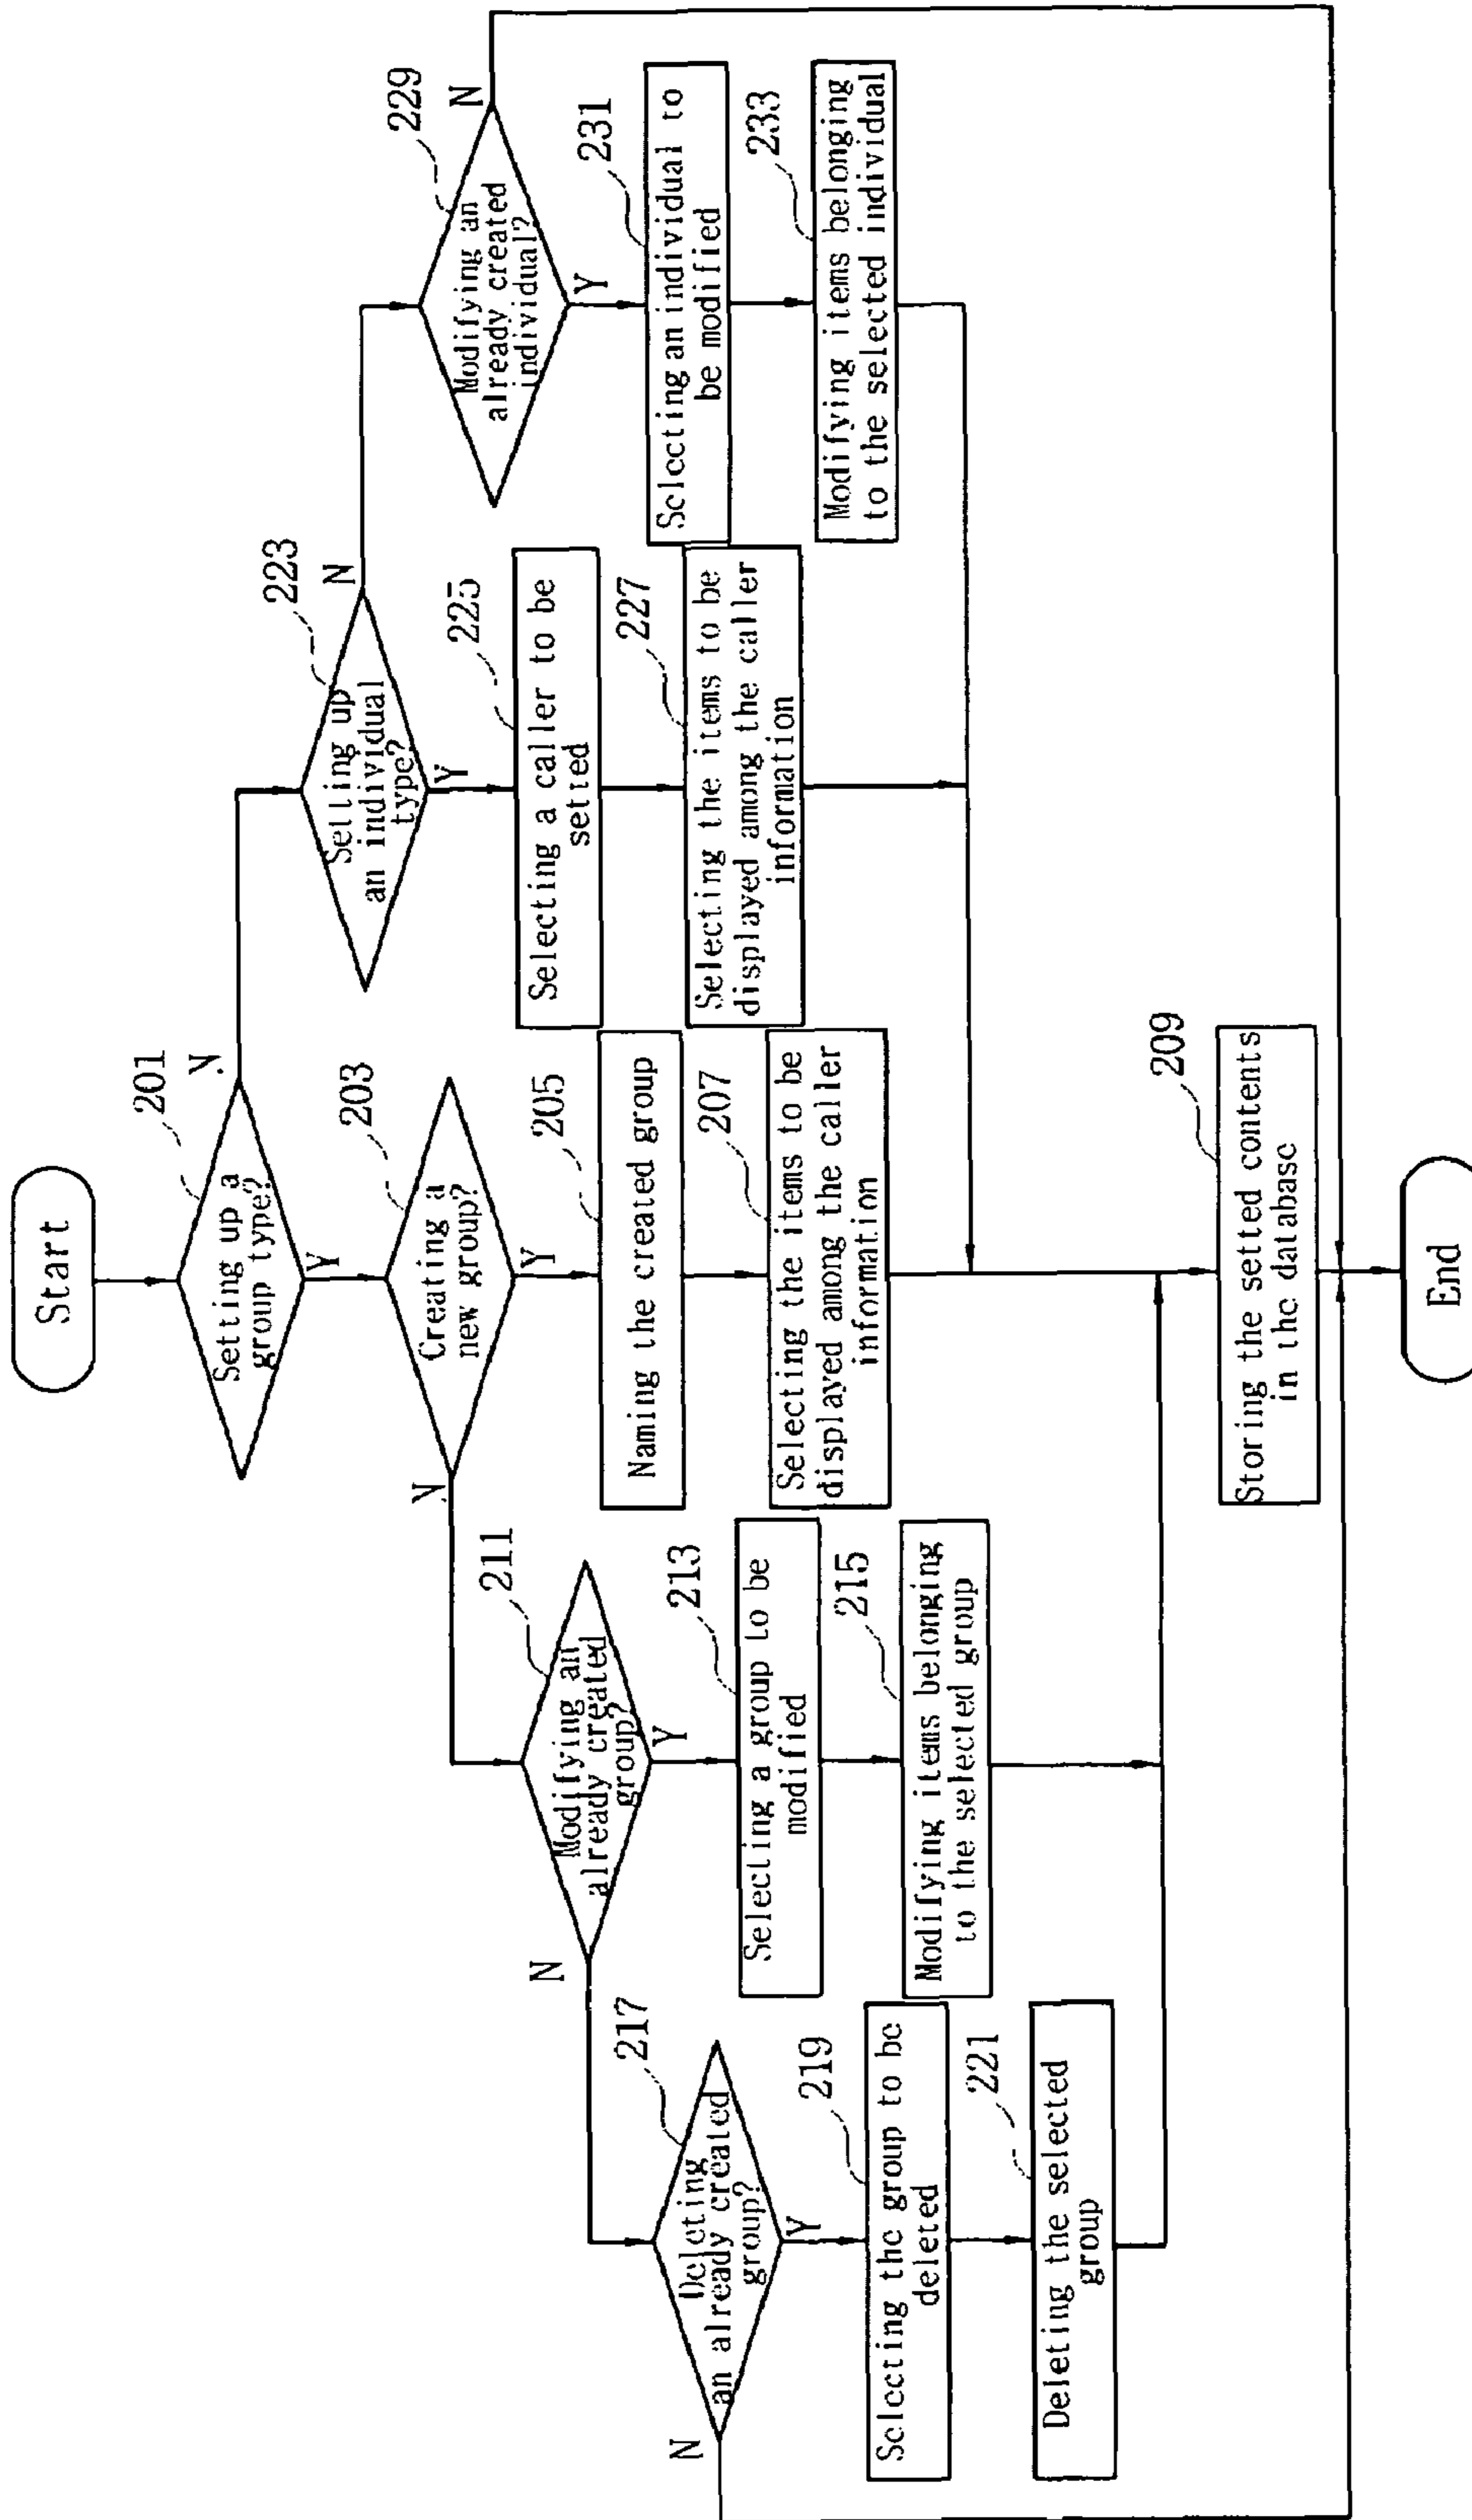 Start
201
Setting up a
group type?
N
Y
203
Creating a
new group?
N
Y
205
Naming the created group
207
Selecting the items to be
displayed among the caller
information
209
Storing the setted contents
in the database
End
211
Modifying an
already created
group?
N
Y
213
Selecting a group to be
modified
215
Modifying items belonging
to the selected group
217
Deleting
an already created
group?
N
Y
219
Selecting the group to be
deleted
221
Deleting the selected
group
223
Setting up
an individual
type?
N
Y
225
Selecting a caller to be
setted
227
Selecting the items to be
displayed among the caller
information
229
Modifying an
already created
individual?
N
Y
231
Selecting an individual to
be modified
233
Modifying items belonging
to the selected individual